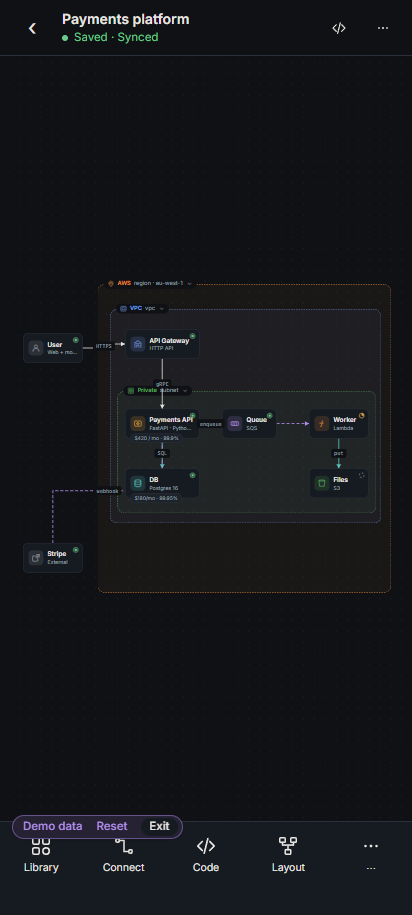 Payments platform
Saved · Synced
AWS region · eu-west-1
VPC vpc
User
Web + mo...
HTTPS
API Gateway
HTTP API
gRPC
Private subnet
Payments API
FastAPI · Pytho...
$420 / mo · 99.9%
enqueue
Queue
SQS
Worker
Lambda
SQL
put
DB
Postgres 16
$180/mo · 99.95%
Files
S3
webhook
Stripe
External
Demo data Reset Exit
Library Connect Code Layout ...